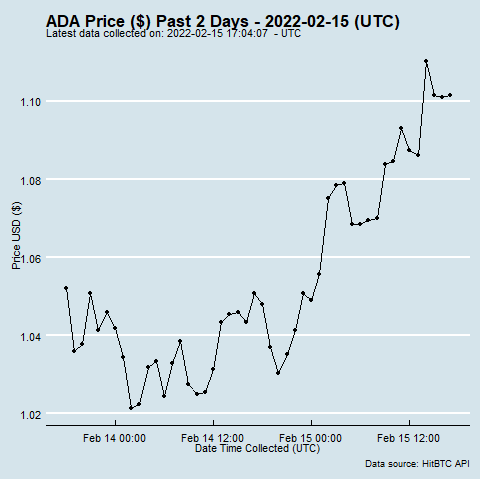 ADA Price ($) Past 2 Days - 2022-02-15 (UTC)
Latest data collected on: 2022-02-15 17:04:07 - UTC
Price USD ($)
1.10
1.08
1.06
1.04
1.02
Feb 14 00:00 Feb 14 12:00 Feb 15 00:00 Feb 15 12:00
Date Time Collected (UTC)
Data source: HitBTC API